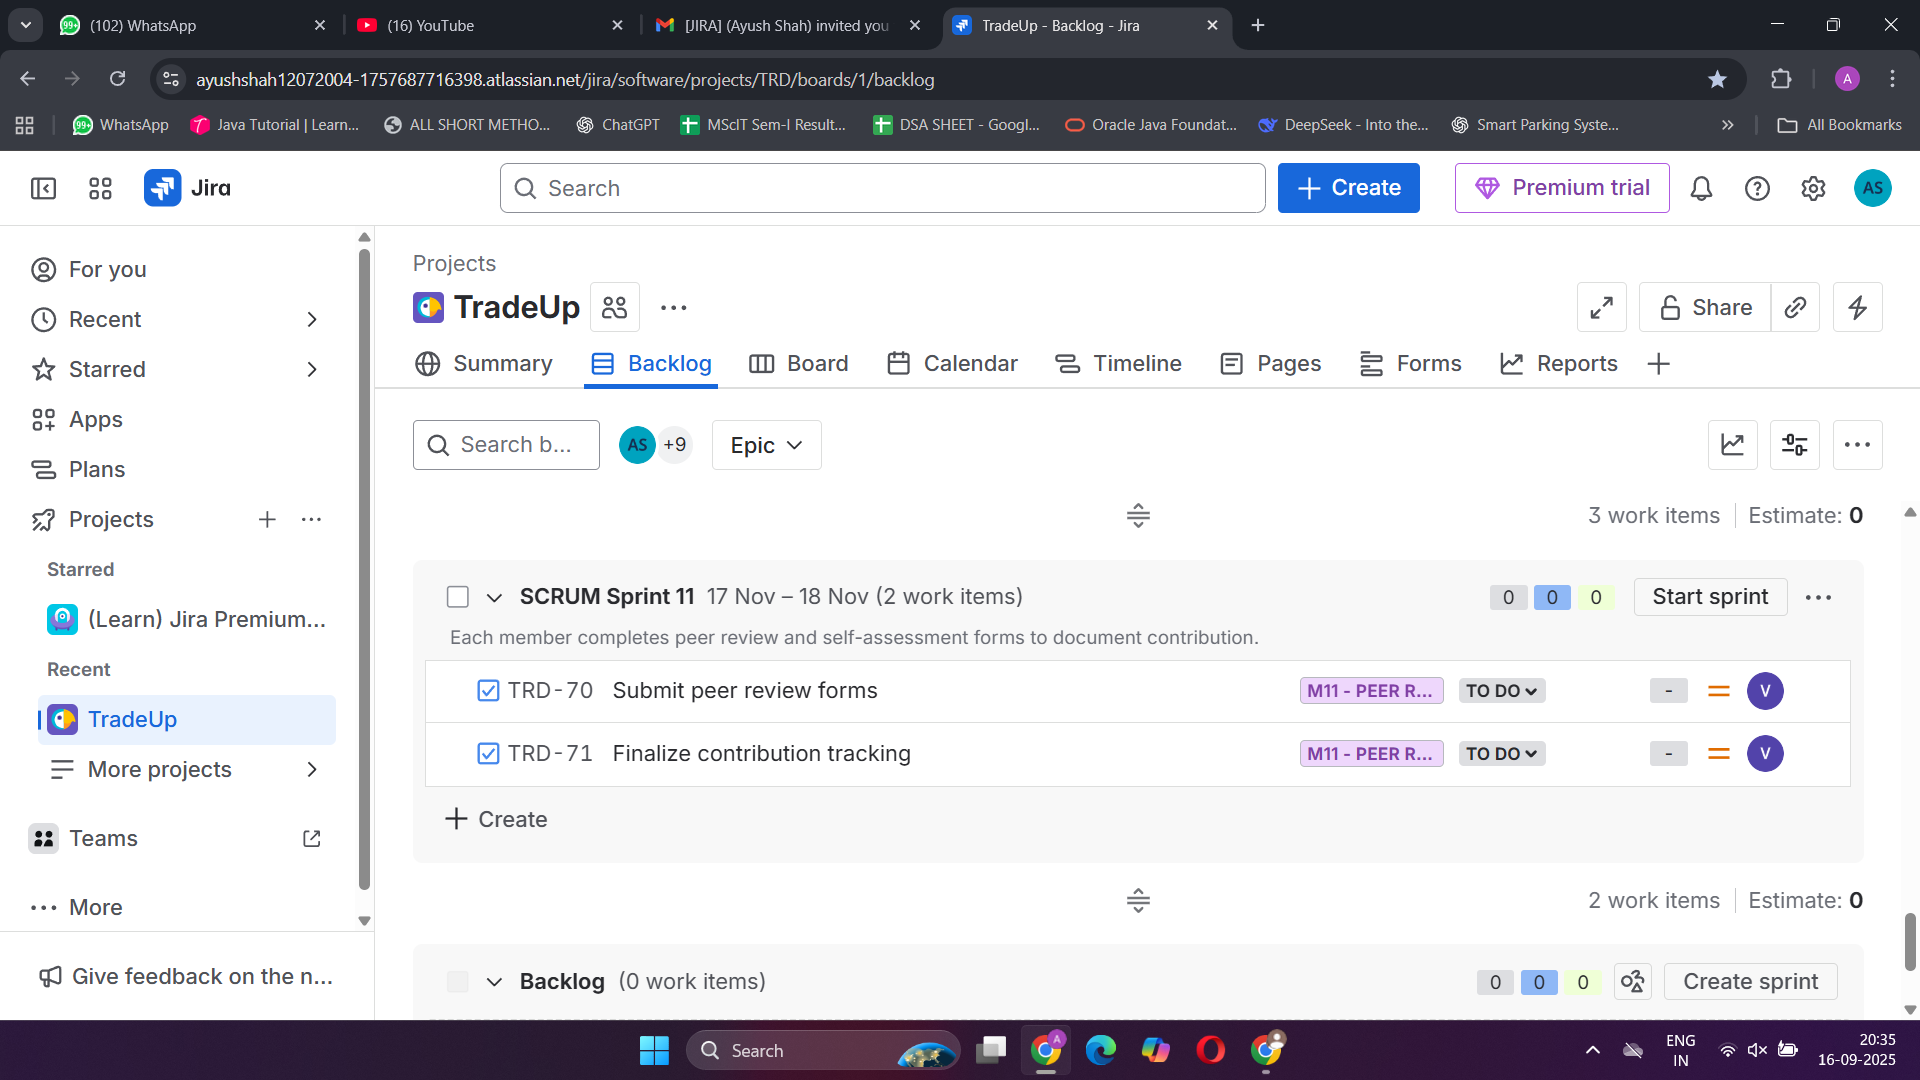 (102) WhatsApp
(16) YouTube
[JIRA] (Ayush Shah) invited you
TradeUp - Backlog - Jira
ayushshah12072004-1757687716398.atlassian.net/jira/software/projects/TRD/boards/1/backlog
A
99+ WhatsApp
Java Tutorial | Learn...
ALL SHORT METHO...
ChatGPT
MScIT Sem-I Result...
DSA SHEET - Googl...
Oracle Java Foundat...
DeepSeek - Into the...
Smart Parking Syste...
All Bookmarks
Jira
Search
Create
Premium trial
AS
For you
Recent
Starred
Apps
Plans
Projects
Starred
(Learn) Jira Premium...
Recent
TradeUp
More projects
Teams
More
Give feedback on the n...
Projects
TradeUp
Share
Summary
Backlog
Board
Calendar
Timeline
Pages
Forms
Reports
Search b...
AS +9
Epic
3 work items Estimate: 0
SCRUM Sprint 11 17 Nov – 18 Nov (2 work items)
0 0 0 Start sprint
Each member completes peer review and self-assessment forms to document contribution.
TRD-70 Submit peer review forms M11 - PEER R... TO DO - V
TRD-71 Finalize contribution tracking M11 - PEER R... TO DO - V
Create
2 work items Estimate: 0
Backlog (0 work items) 0 0 0 Create sprint
Search
A
ENG
IN
20:35
16-09-2025